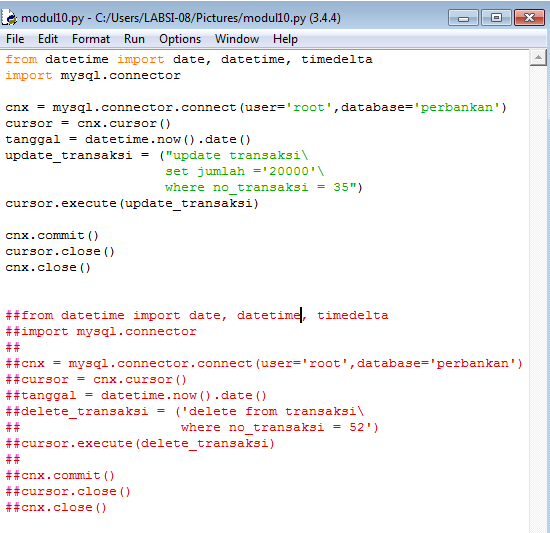 modul10.py - C:/Users/LABSI-08/Pictures/modul10.py (3.4.4)
File Edit Format Run Options Window Help
from datetime import date, datetime, timedelta
import mysql.connector

cnx = mysql.connector.connect(user='root',database='perbankan')
cursor = cnx.cursor()
tanggal = datetime.now().date()
update_transaksi = ("update transaksi\
                    set jumlah ='20000'\
                    where no_transaksi = 35")
cursor.execute(update_transaksi)

cnx.commit()
cursor.close()
cnx.close()


##from datetime import date, datetime, timedelta
##import mysql.connector
##
##cnx = mysql.connector.connect(user='root',database='perbankan')
##cursor = cnx.cursor()
##tanggal = datetime.now().date()
##delete_transaksi = ('delete from transaksi\
##                    where no_transaksi = 52')
##cursor.execute(delete_transaksi)
##
##cnx.commit()
##cursor.close()
##cnx.close()